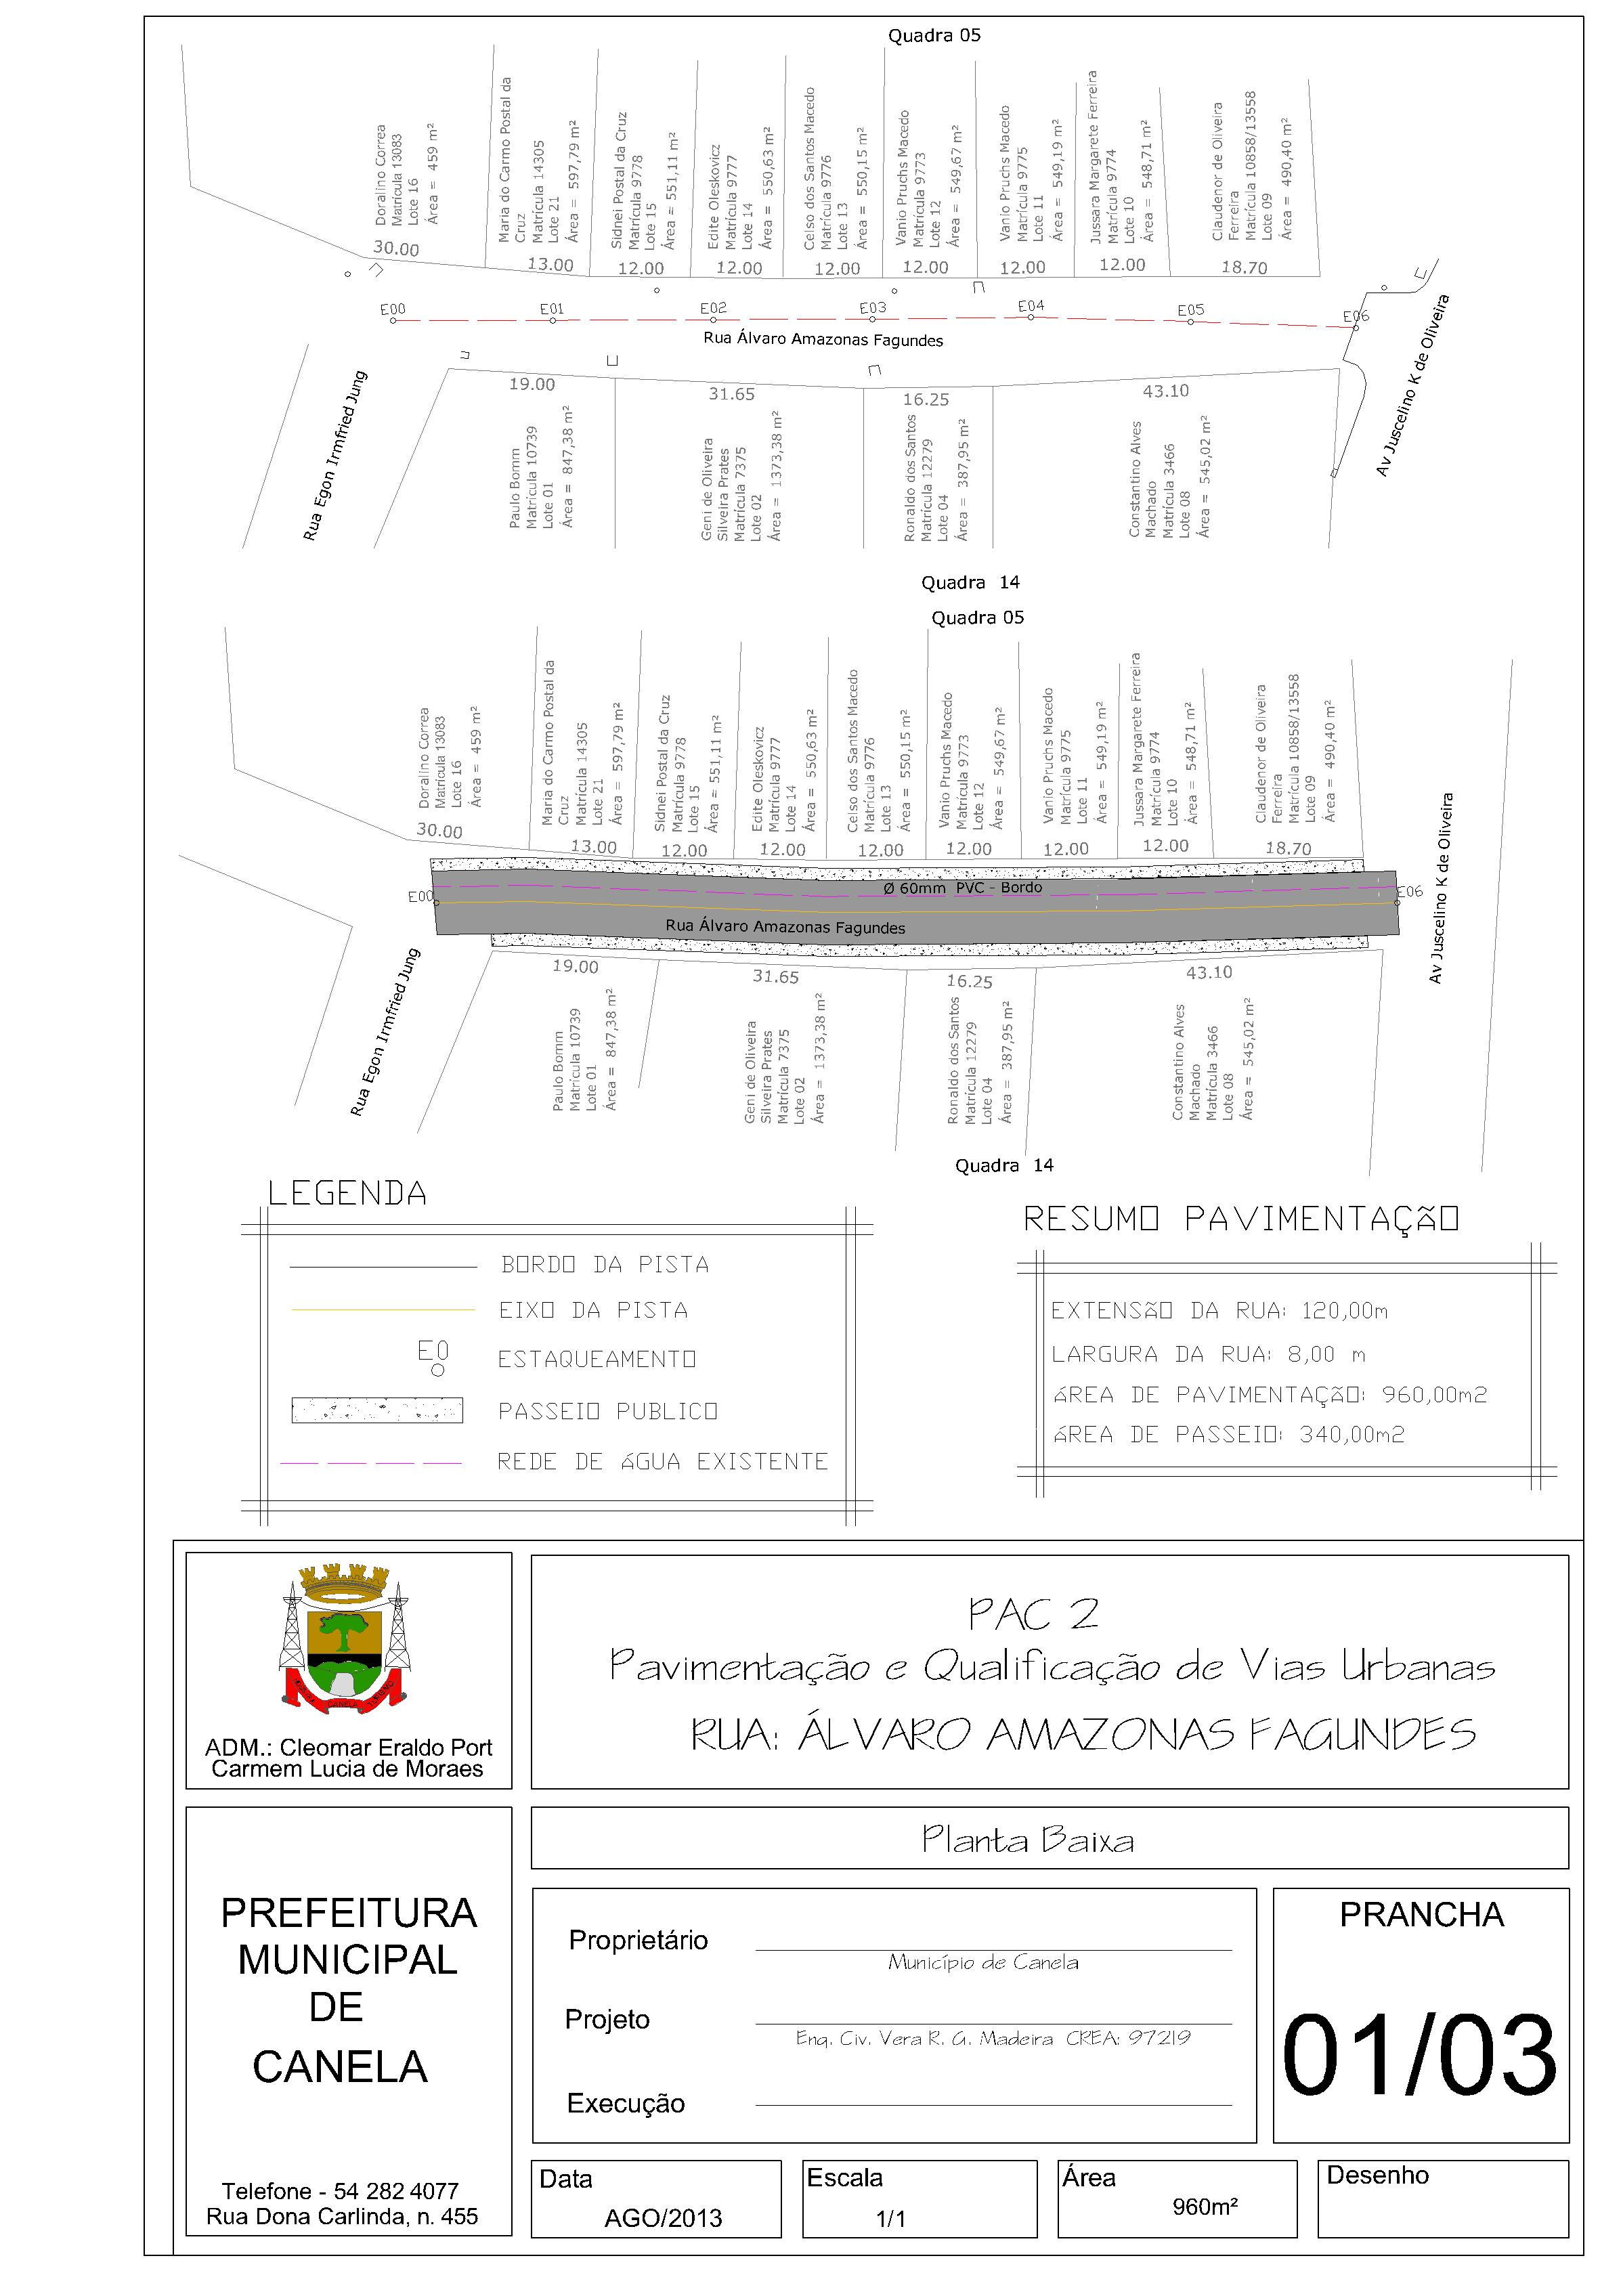 Quadra 05
Doralino Correa
Matrícula 13083
Lote 16
Área = 459 m²
Maria do Carmo Postal da
Cruz
Matrícula 14305
Lote 21
Área = 597,79 m²
Sidnei Postal da Cruz
Matrícula 9778
Lote 15
Área = 551,11 m²
Edite Oleskovicz
Matrícula 9777
Lote 14
Área = 550,63 m²
Celso dos Santos Macedo
Matrícula 9776
Lote 13
Área = 550,15 m²
Vanio Pruchs Macedo
Matrícula 9773
Lote 12
Área = 549,67 m²
Vanio Pruchs Macedo
Matrícula 9775
Lote 11
Área = 549,19 m²
Jussara Margarete Ferreira
Matrícula 9774
Lote 10
Área = 548,71 m²
Claudenor de Oliveira
Ferreira
Matrícula 10858/13558
Lote 09
Área = 490,40 m²
30.00
13.00
12.00
12.00
12.00
12.00
12.00
12.00
18.70
E00
E01
E02
E03
E04
E05
E06
Rua Álvaro Amazonas Fagundes
Rua Egon Irmfried Jung
Av Juscelino K de Oliveira
19.00
31.65
16.25
43.10
Paulo Bomm
Matrícula 10739
Lote 01
Área = 847,38 m²
Geni de Oliveira
Silveira Prates
Matrícula 7375
Lote 02
Área = 1373,38 m²
Ronaldo dos Santos
Matrícula 12279
Lote 04
Área = 387,95 m²
Constantino Alves
Machado
Matrícula 3466
Lote 08
Área = 545,02 m²
Quadra 14
Quadra 05
Doralino Correa
Matrícula 13083
Lote 16
Área = 459 m²
Maria do Carmo Postal da
Cruz
Matrícula 14305
Lote 21
Área = 597,79 m²
Sidnei Postal da Cruz
Matrícula 9778
Lote 15
Área = 551,11 m²
Edite Oleskovicz
Matrícula 9777
Lote 14
Área = 550,63 m²
Celso dos Santos Macedo
Matrícula 9776
Lote 13
Área = 550,15 m²
Vanio Pruchs Macedo
Matrícula 9773
Lote 12
Área = 549,67 m²
Vanio Pruchs Macedo
Matrícula 9775
Lote 11
Área = 549,19 m²
Jussara Margarete Ferreira
Matrícula 9774
Lote 10
Área = 548,71 m²
Claudenor de Oliveira
Ferreira
Matrícula 10858/13558
Lote 09
Área = 490,40 m²
30.00
13.00
12.00
12.00
12.00
12.00
12.00
12.00
18.70
Ø 60mm PVC - Bordo
E00
E06
Rua Álvaro Amazonas Fagundes
Rua Egon Irmfried Jung
Av Juscelino K de Oliveira
19.00
31.65
16.25
43.10
Paulo Bomm
Matrícula 10739
Lote 01
Área = 847,38 m²
Geni de Oliveira
Silveira Prates
Matrícula 7375
Lote 02
Área = 1373,38 m²
Ronaldo dos Santos
Matrícula 12279
Lote 04
Área = 387,95 m²
Constantino Alves
Machado
Matrícula 3466
Lote 08
Área = 545,02 m²
Quadra 14
LEGENDA
BORDO DA PISTA
EIXO DA PISTA
E0
ESTAQUEAMENTO
PASSEIO PUBLICO
REDE DE ÁGUA EXISTENTE
RESUMO PAVIMENTAÇÃO
EXTENSÃO DA RUA: 120,00m
LARGURA DA RUA: 8,00 m
ÁREA DE PAVIMENTAÇÃO: 960,00m2
ÁREA DE PASSEIO: 340,00m2
CANELA
TURISMO
ADM.: Cleomar Eraldo Port
Carmem Lucia de Moraes
PAC 2
Pavimentação e Qualificação de Vias Urbanas
RUA: ÁLVARO AMAZONAS FAGUNDES
Planta Baixa
PREFEITURA
MUNICIPAL
DE
CANELA
Telefone - 54 282 4077
Rua Dona Carlinda, n. 455
Proprietário
Município de Canela
Projeto
Eng. Civ. Vera R. G. Madeira CREA: 97219
Execução
PRANCHA
01/03
Data
AGO/2013
Escala
1/1
Área
960m²
Desenho